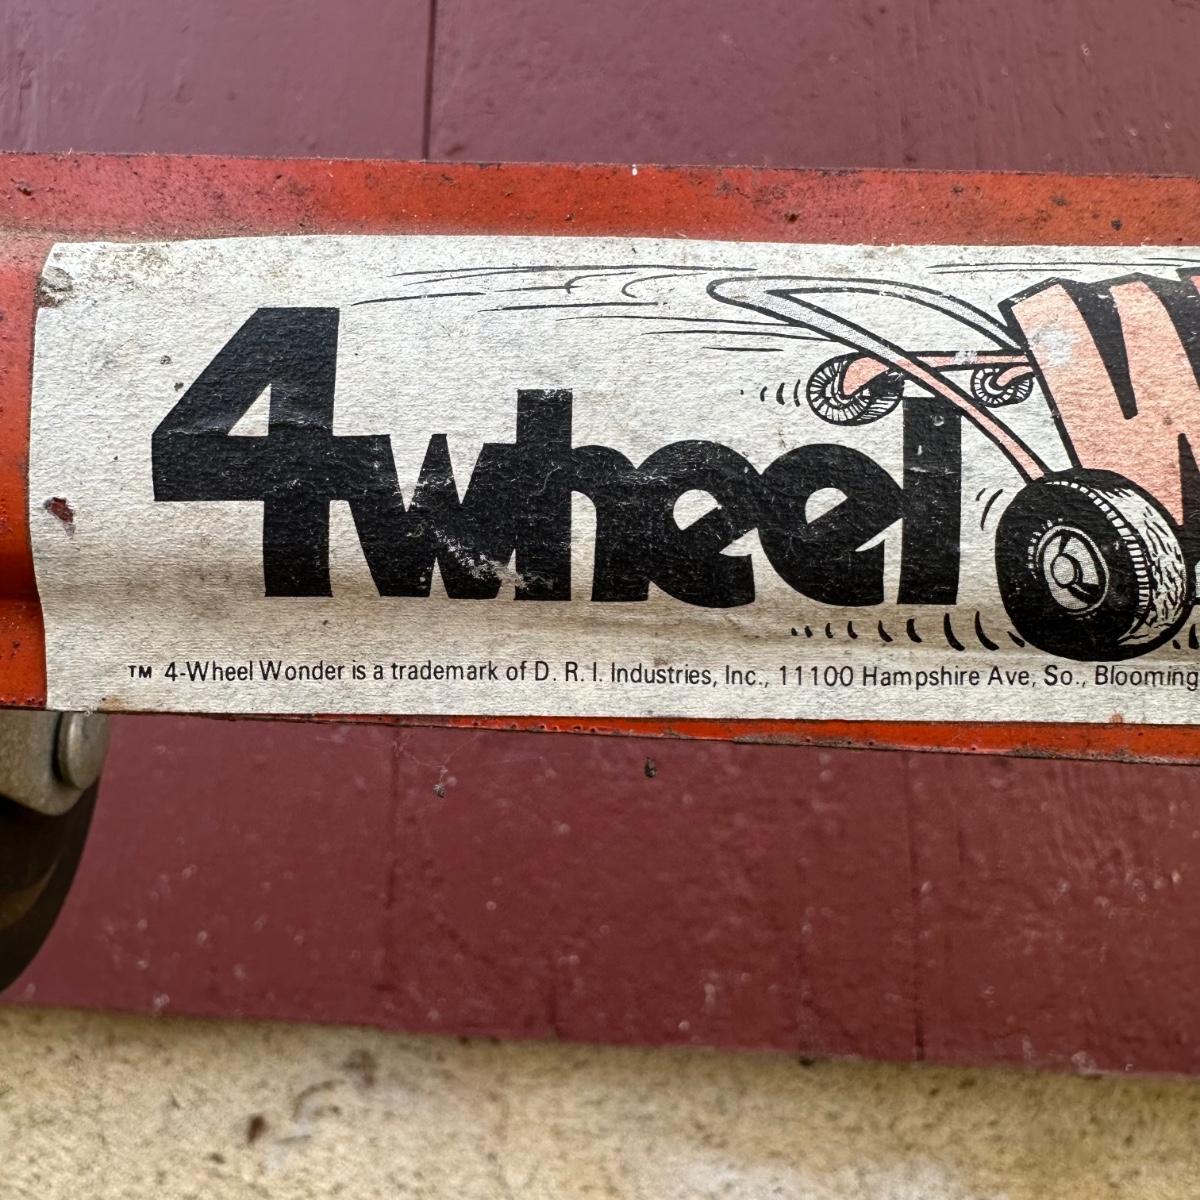 4wheel W
TM 4-Wheel Wonder is a trademark of D. R. I. Industries, Inc., 11100 Hampshire Ave, So., Blooming